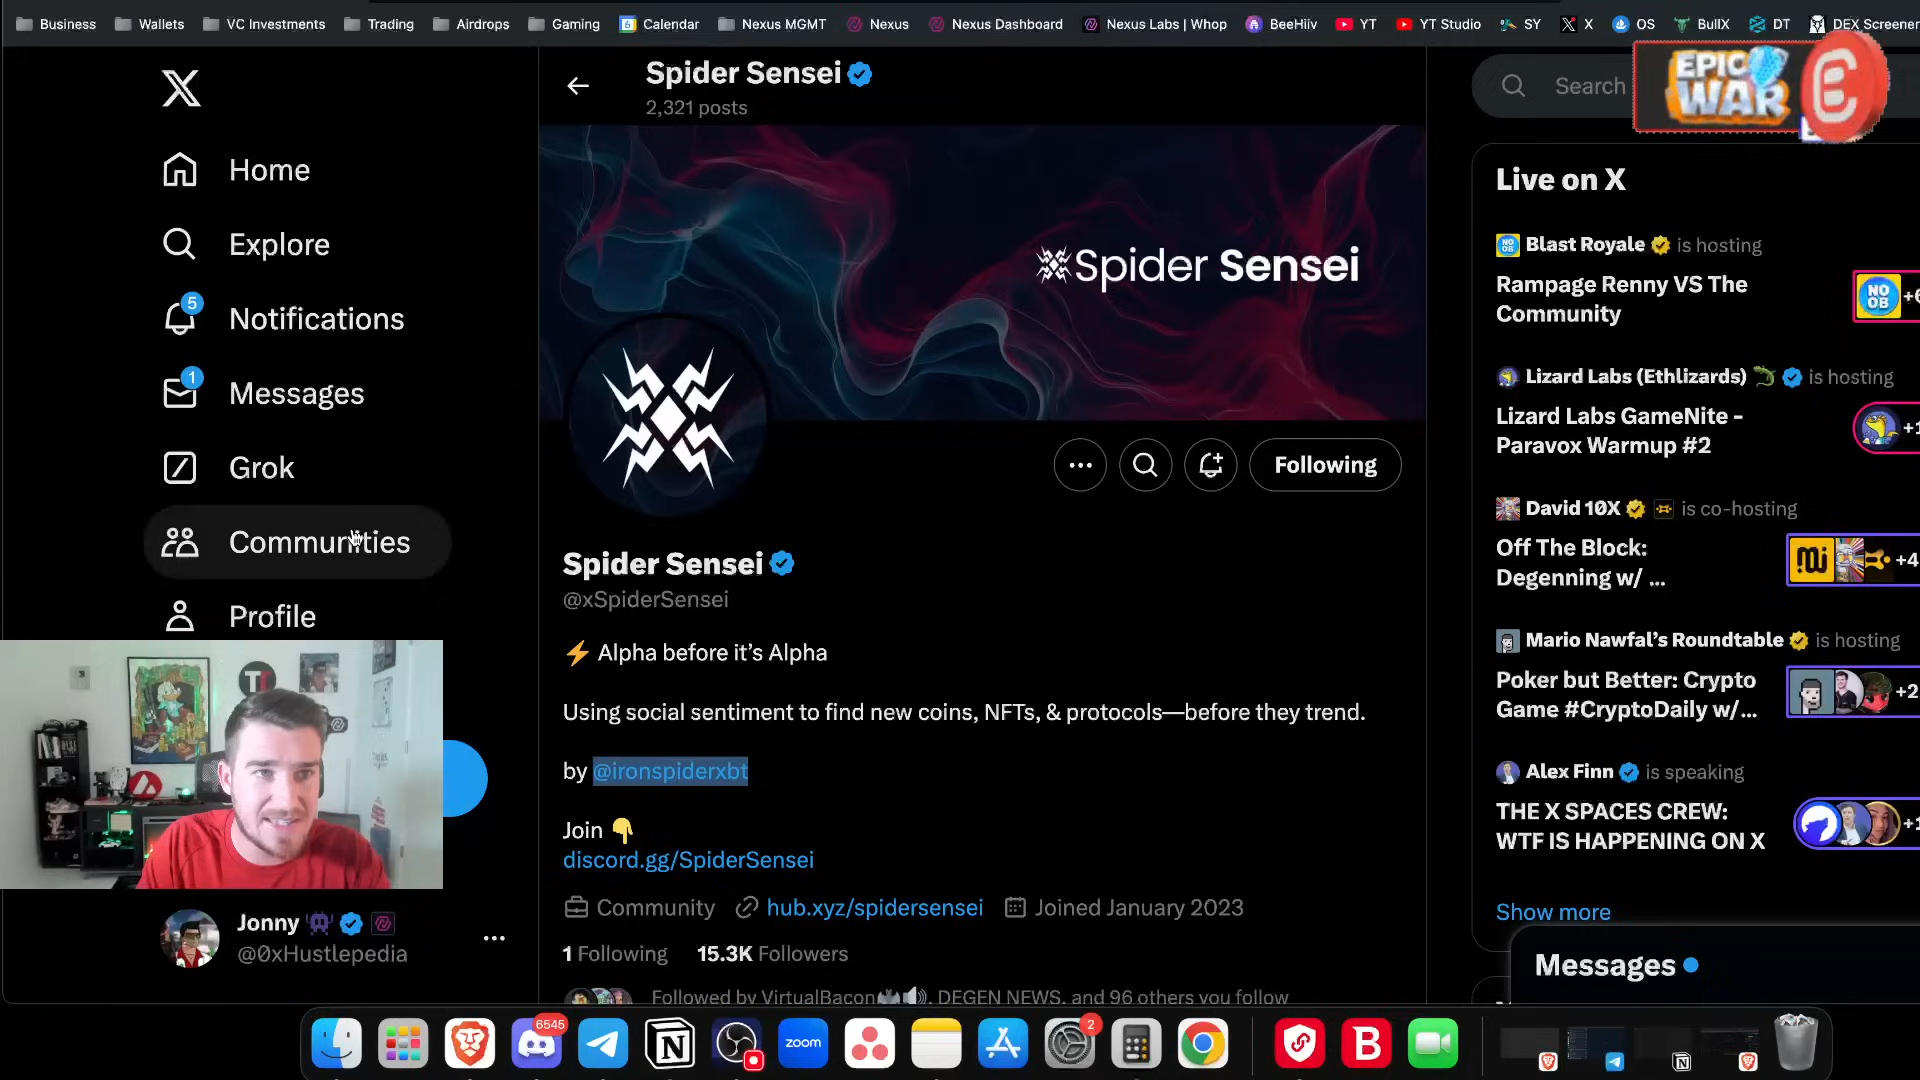 Business Wallets VC Investments Trading Airdrops Gaming Calendar Nexus MGMT Nexus Nexus Dashboard Nexus Labs | Whop BeeHiiv YT YT Studio SY X OS BullX DT DEX Screener
EPIC WAR
Spider Sensei
2,321 posts
Search
Home
Explore
5
Notifications
1
Messages
Grok
Communities
Profile
Jonny
@0xHustlepedia
Spider Sensei
Following
Spider Sensei
@xSpiderSensei
⚡ Alpha before it’s Alpha
Using social sentiment to find new coins, NFTs, & protocols—before they trend.
by @ironspiderxbt
Join 👇
discord.gg/SpiderSensei
Community hub.xyz/spidersensei Joined January 2023
1 Following 15.3K Followers
Followed by VirtualBacon🦇🔊, DEGEN NEWS, and 96 others you follow
Live on X
Blast Royale is hosting
Rampage Renny VS The
Community
NO
OB
Lizard Labs (Ethlizards) 🦎 is hosting
Lizard Labs GameNite -
Paravox Warmup #2
David 10X is co-hosting
Off The Block:
Degenning w/ ...
+4
Mario Nawfal’s Roundtable is hosting
Poker but Better: Crypto
Game #CryptoDaily w/...
+2
Alex Finn is speaking
THE X SPACES CREW:
WTF IS HAPPENING ON X
Show more
Messages
6545
zoom
2